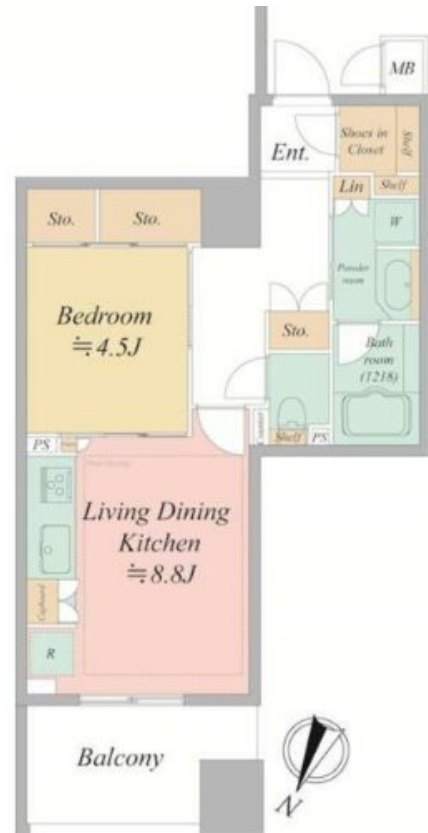 MB
Ent.
Shoes in
Closet
Shelf
Shelf
Lin
Sto.
Sto.
W
Powder
room
Bedroom
≒4.5J
Sto.
Bath
room
(1218)
PS
Counter
Shelf
PS
Living Dining
Kitchen
≒8.8J
Cupboard
R
Balcony
N